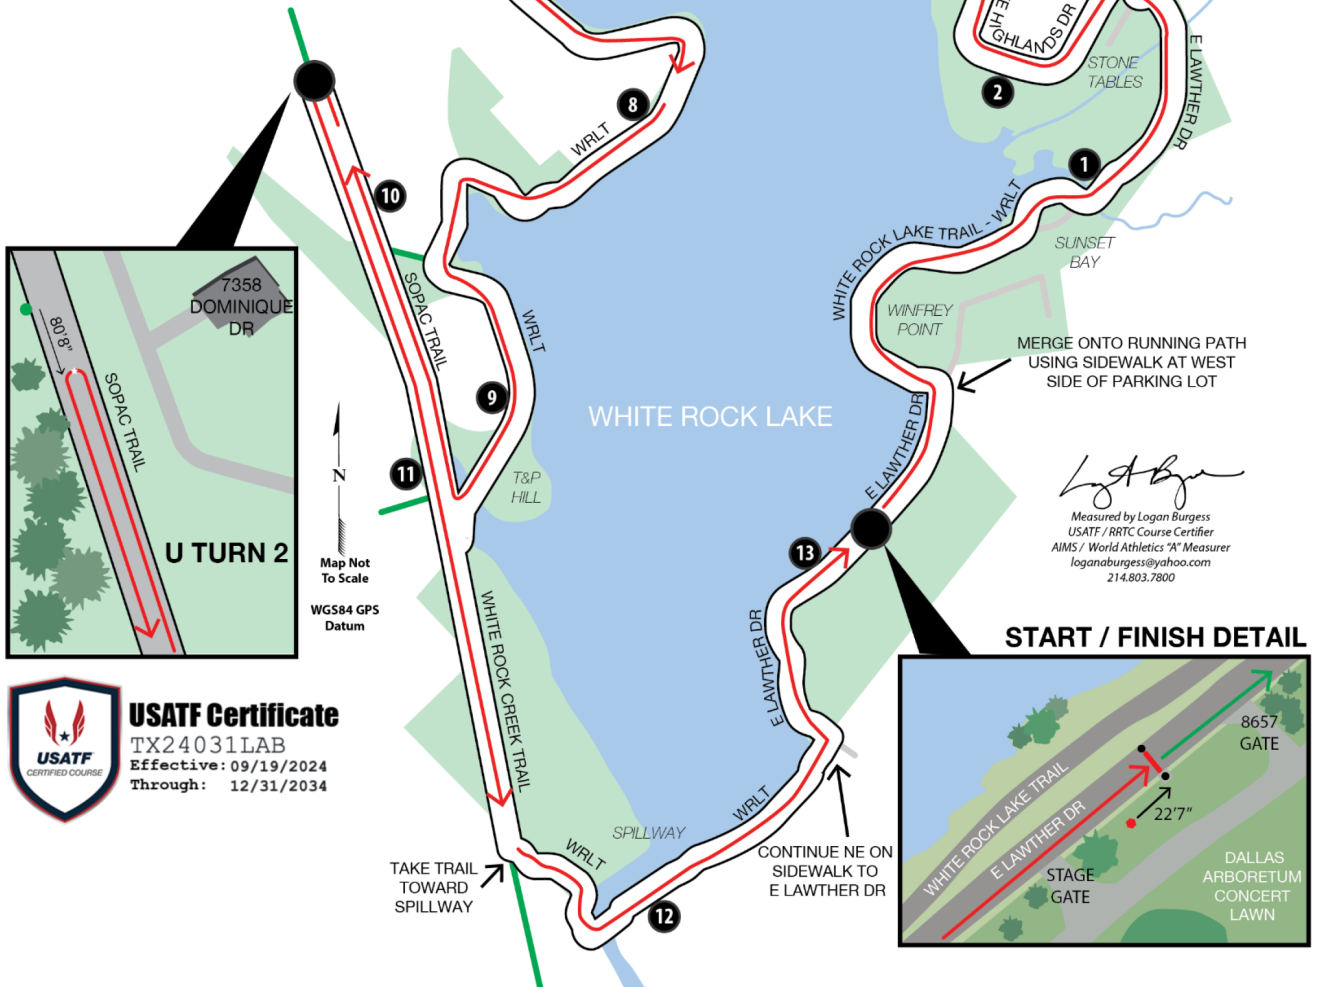 E HIGHLANDS DR
STONE
TABLES
E LAWTHER DR
2
1
8
WRLT
10
SOPAC TRAIL
WHITE ROCK LAKE TRAIL - WRLT
SUNSET
BAY
WINFREY
POINT
7358
DOMINIQUE
DR
80'8"
SOPAC TRAIL
U TURN 2
WRLT
9
11
T&P
HILL
N
Map Not
To Scale
WGS84 GPS
Datum
WHITE ROCK LAKE
MERGE ONTO RUNNING PATH
USING SIDEWALK AT WEST
SIDE OF PARKING LOT
E LAWTHER DR
13
Measured by Logan Burgess
USATF / RRTC Course Certifier
AIMS / World Athletics "A" Measurer
loganaburgess@yahoo.com
214.803.7800
WHITE ROCK CREEK TRAIL
E LAWTHER DR
START / FINISH DETAIL
8657
GATE
22'7"
WHITE ROCK LAKE TRAIL
E LAWTHER DR
STAGE
GATE
DALLAS
ARBORETUM
CONCERT
LAWN
USATF
CERTIFIED COURSE
USATF Certificate
TX24031LAB
Effective: 09/19/2024
Through: 12/31/2034
SPILLWAY
WRLT
WRLT
12
TAKE TRAIL
TOWARD
SPILLWAY
CONTINUE NE ON
SIDEWALK TO
E LAWTHER DR